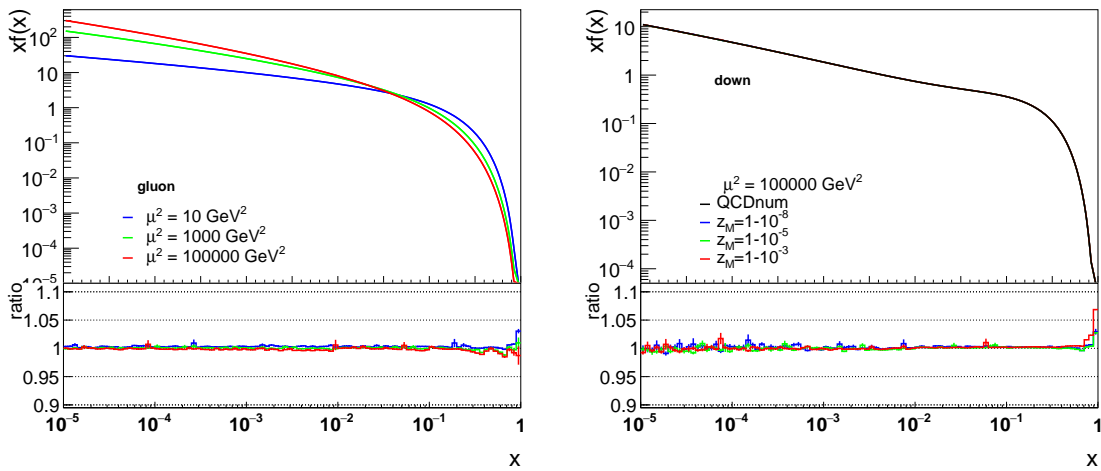 xf(x)
10²
10
1
10⁻¹
10⁻²
10⁻³
10⁻⁴
10⁻⁵
gluon
μ² = 10 GeV²
μ² = 1000 GeV²
μ² = 100000 GeV²
ratio
1.1
1.05
1
0.95
0.9
10⁻⁵ 10⁻⁴ 10⁻³ 10⁻² 10⁻¹ 1
x
xf(x)
10
1
10⁻¹
10⁻²
10⁻³
10⁻⁴
down
μ² = 100000 GeV²
QCDnum
z_M=1-10⁻⁸
z_M=1-10⁻⁵
z_M=1-10⁻³
ratio
1.1
1.05
1
0.95
0.9
10⁻⁵ 10⁻⁴ 10⁻³ 10⁻² 10⁻¹ 1
x